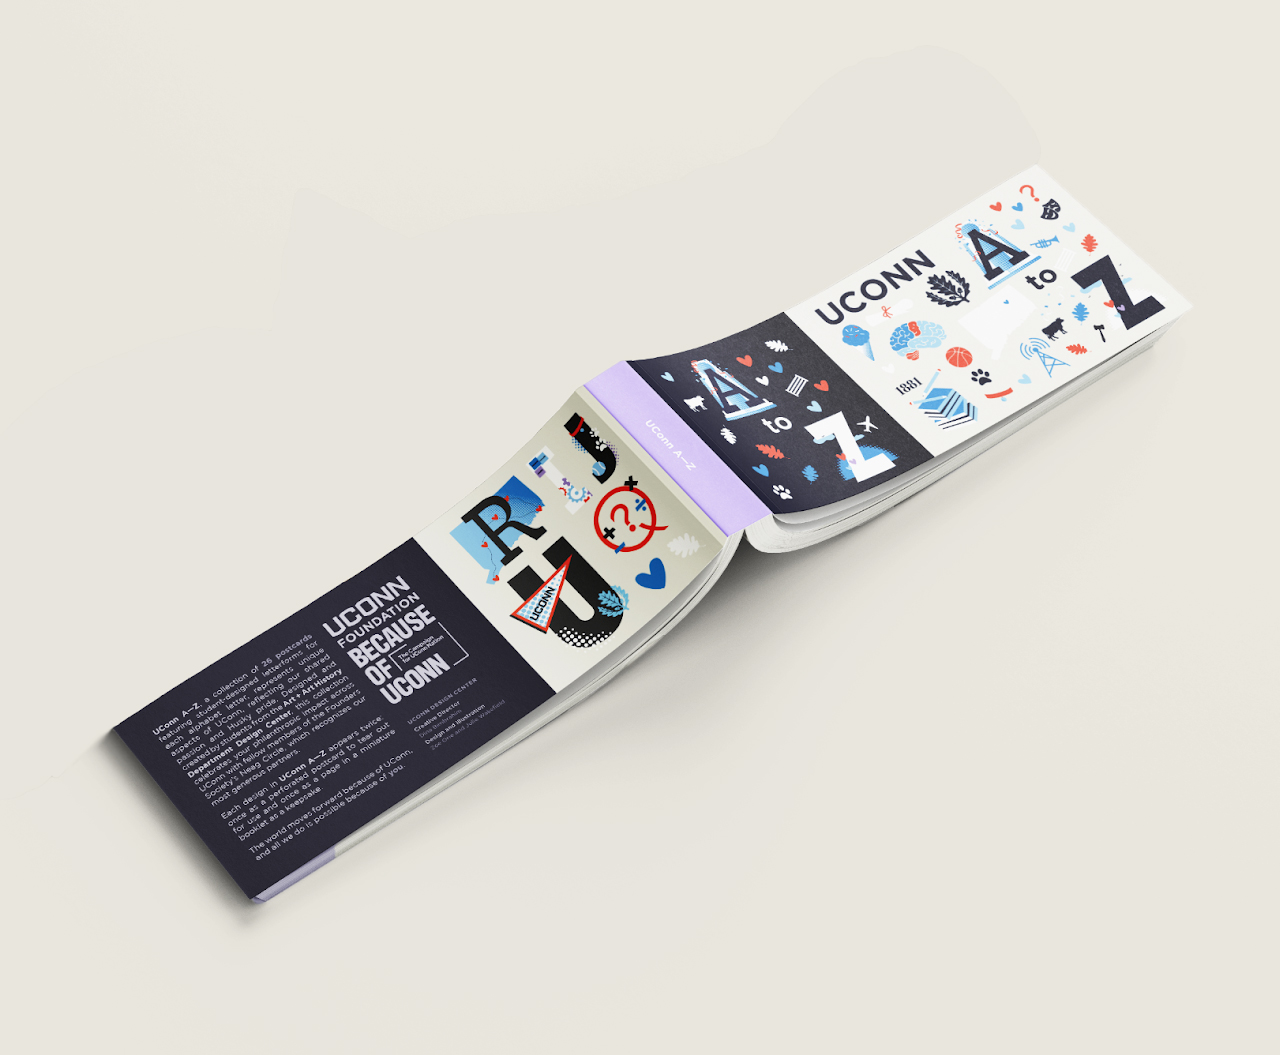 UCONN
A
to
Z
1881
A
to
Z
UConn A—Z
J
I
R
Q
?
U
UCONN
UCONN
FOUNDATION
BECAUSE
OF
UCONN
The Campaign
for UConn Nation
UConn A—Z, a collection of 26 postcards
featuring student-designed letterforms for
each alphabet letter, represents unique
aspects of UConn, reflecting our shared
passion and Husky pride. Designed and
created by students from the Art + Art History
Department Design Center, this collection
celebrates your philanthropic impact across
UConn with fellow members of the Founders
Society's Neag Circle, which recognizes our
most generous partners.
Each design in UConn A—Z appears twice:
once as a perforated postcard to tear out
for use and once as a page in a miniature
booklet as a keepsake.
The world moves forward because of UConn,
and all we do is possible because of you.
UCONN DESIGN CENTER
Creative Director
Design and Illustration